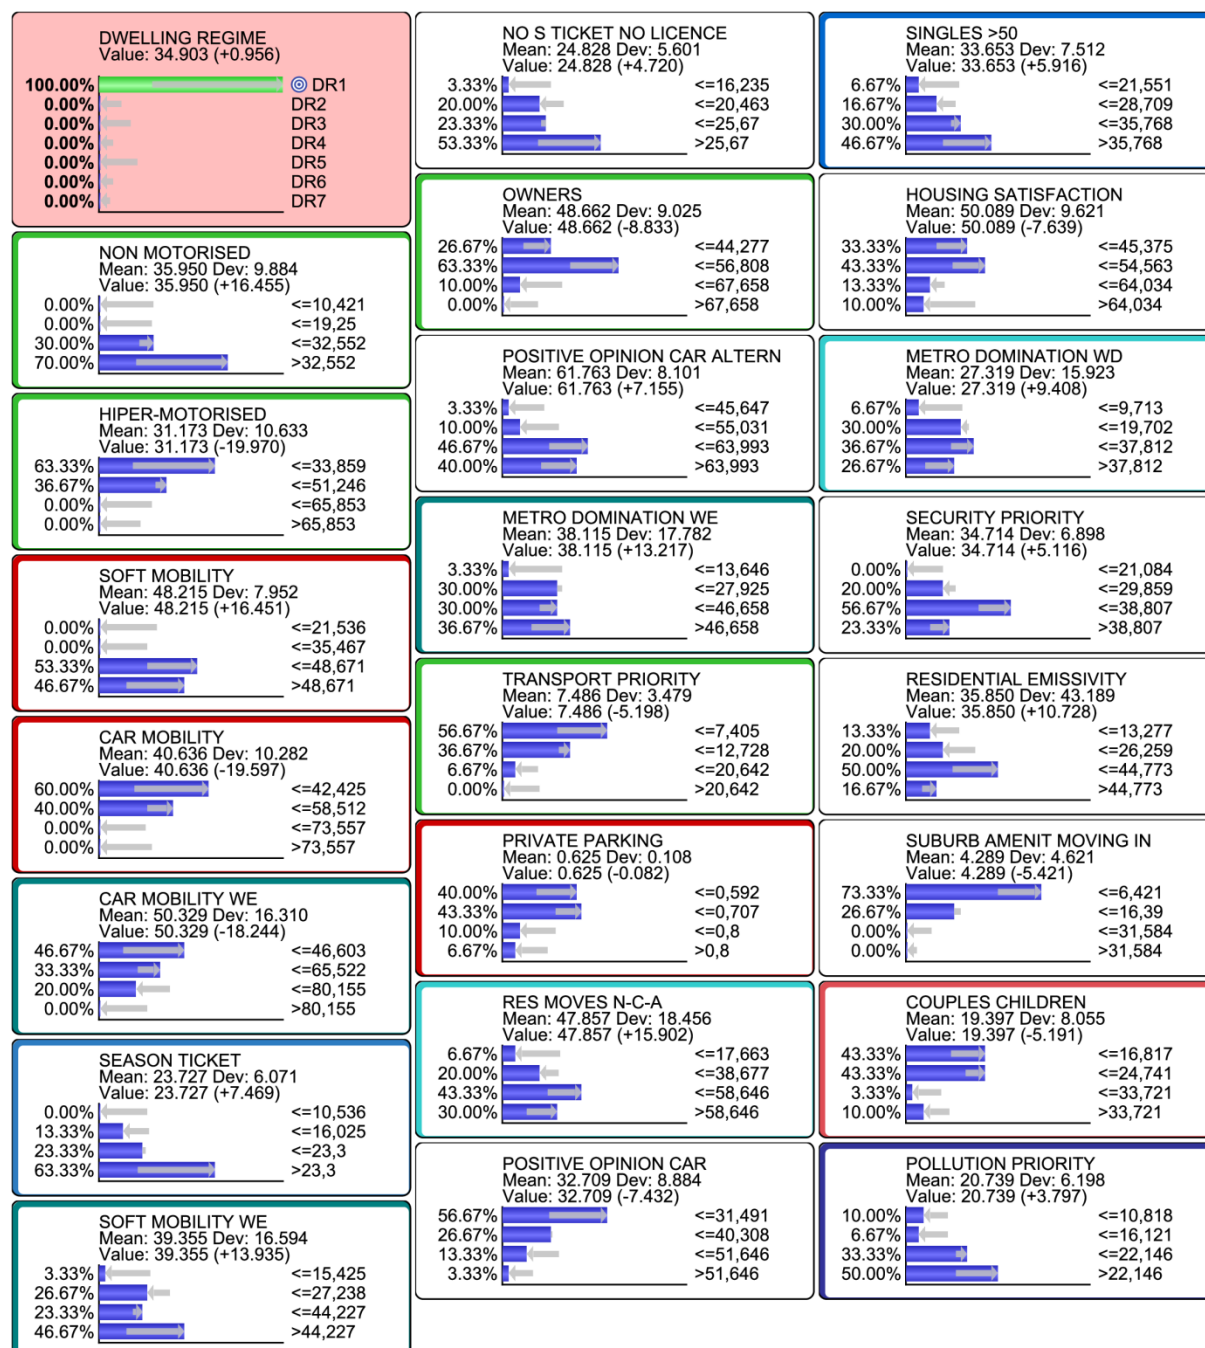 DWELLING REGIME
Value: 34.903 (+0.956)
100.00% DR1
0.00% DR2
0.00% DR3
0.00% DR4
0.00% DR5
0.00% DR6
0.00% DR7
NON MOTORISED
Mean: 35.950 Dev: 9.884
Value: 35.950 (+16.455)
0.00% <=10,421
0.00% <=19,25
30.00% <=32,552
70.00% >32,552
HIPER-MOTORISED
Mean: 31.173 Dev: 10.633
Value: 31.173 (-19.970)
63.33% <=33,859
36.67% <=51,246
0.00% <=65,853
0.00% >65,853
SOFT MOBILITY
Mean: 48.215 Dev: 7.952
Value: 48.215 (+16.451)
0.00% <=21,536
0.00% <=35,467
53.33% <=48,671
46.67% >48,671
CAR MOBILITY
Mean: 40.636 Dev: 10.282
Value: 40.636 (-19.597)
60.00% <=42,425
40.00% <=58,512
0.00% <=73,557
0.00% >73,557
CAR MOBILITY WE
Mean: 50.329 Dev: 16.310
Value: 50.329 (-18.244)
46.67% <=46,603
33.33% <=65,522
20.00% <=80,155
0.00% >80,155
SEASON TICKET
Mean: 23.727 Dev: 6.071
Value: 23.727 (+7.469)
0.00% <=10,536
13.33% <=16,025
23.33% <=23,3
63.33% >23,3
SOFT MOBILITY WE
Mean: 39.355 Dev: 16.594
Value: 39.355 (+13.935)
3.33% <=15,425
26.67% <=27,238
23.33% <=44,227
46.67% >44,227
NO S TICKET NO LICENCE
Mean: 24.828 Dev: 5.601
Value: 24.828 (+4.720)
3.33% <=16,235
20.00% <=20,463
23.33% <=25,67
53.33% >25,67
OWNERS
Mean: 48.662 Dev: 9.025
Value: 48.662 (-8.833)
26.67% <=44,277
63.33% <=56,808
10.00% <=67,658
0.00% >67,658
POSITIVE OPINION CAR ALTERN
Mean: 61.763 Dev: 8.101
Value: 61.763 (+7.155)
3.33% <=45,647
10.00% <=55,031
46.67% <=63,993
40.00% >63,993
METRO DOMINATION WE
Mean: 38.115 Dev: 17.782
Value: 38.115 (+13.217)
3.33% <=13,646
30.00% <=27,925
30.00% <=46,658
36.67% >46,658
TRANSPORT PRIORITY
Mean: 7.486 Dev: 3.479
Value: 7.486 (-5.198)
56.67% <=7,405
36.67% <=12,728
6.67% <=20,642
0.00% >20,642
PRIVATE PARKING
Mean: 0.625 Dev: 0.108
Value: 0.625 (-0.082)
40.00% <=0,592
43.33% <=0,707
10.00% <=0,8
6.67% >0,8
RES MOVES N-C-A
Mean: 47.857 Dev: 18.456
Value: 47.857 (+15.902)
6.67% <=17,663
20.00% <=38,677
43.33% <=58,646
30.00% >58,646
POSITIVE OPINION CAR
Mean: 32.709 Dev: 8.884
Value: 32.709 (-7.432)
56.67% <=31,491
26.67% <=40,308
13.33% <=51,646
3.33% >51,646
SINGLES >50
Mean: 33.653 Dev: 7.512
Value: 33.653 (+5.916)
6.67% <=21,551
16.67% <=28,709
30.00% <=35,768
46.67% >35,768
HOUSING SATISFACTION
Mean: 50.089 Dev: 9.621
Value: 50.089 (-7.639)
33.33% <=45,375
43.33% <=54,563
13.33% <=64,034
10.00% >64,034
METRO DOMINATION WD
Mean: 27.319 Dev: 15.923
Value: 27.319 (+9.408)
6.67% <=9,713
30.00% <=19,702
36.67% <=37,812
26.67% >37,812
SECURITY PRIORITY
Mean: 34.714 Dev: 6.898
Value: 34.714 (+5.116)
0.00% <=21,084
20.00% <=29,859
56.67% <=38,807
23.33% >38,807
RESIDENTIAL EMISSIVITY
Mean: 35.850 Dev: 43.189
Value: 35.850 (+10.728)
13.33% <=13,277
20.00% <=26,259
50.00% <=44,773
16.67% >44,773
SUBURB AMENIT MOVING IN
Mean: 4.289 Dev: 4.621
Value: 4.289 (-5.421)
73.33% <=6,421
26.67% <=16,39
0.00% <=31,584
0.00% >31,584
COUPLES CHILDREN
Mean: 19.397 Dev: 8.055
Value: 19.397 (-5.191)
43.33% <=16,817
43.33% <=24,741
3.33% <=33,721
10.00% >33,721
POLLUTION PRIORITY
Mean: 20.739 Dev: 6.198
Value: 20.739 (+3.797)
10.00% <=10,818
6.67% <=16,121
33.33% <=22,146
50.00% >22,146